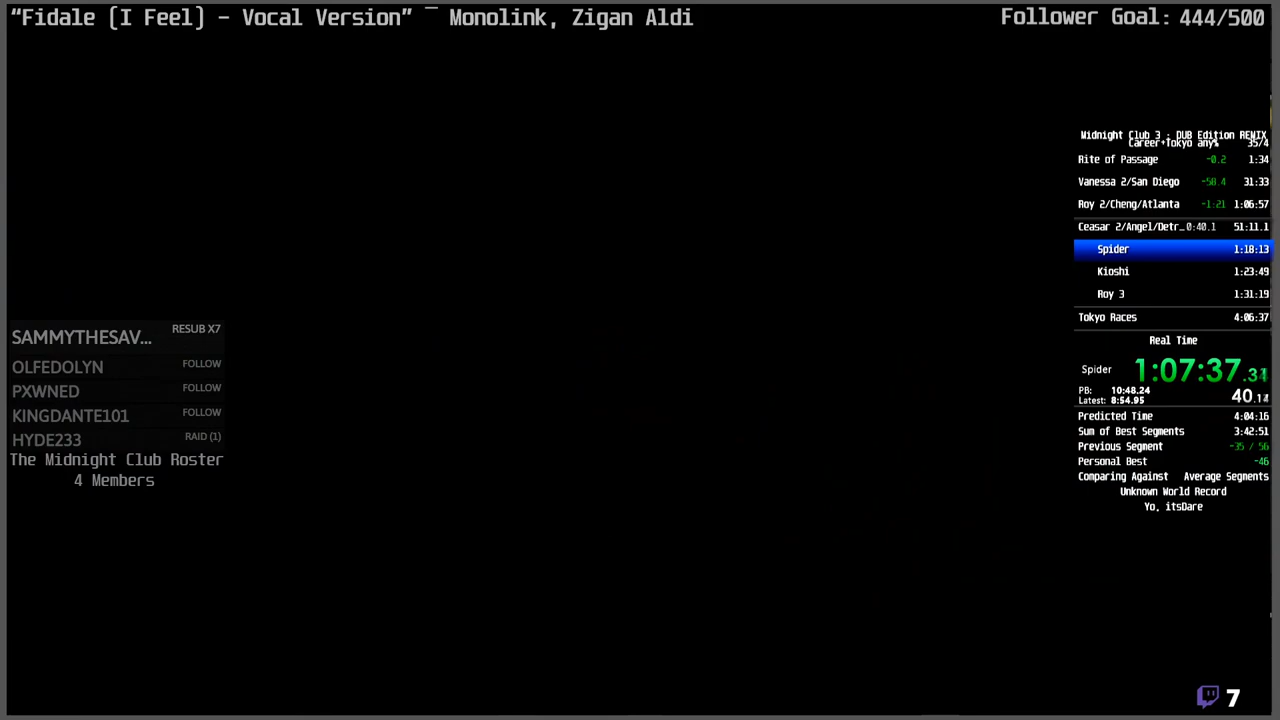 “Fidale [I Feel] - Vocal Version” ¯ Monolink, Zigan Aldi
Follower Goal: 444/500
Midnight Club 3 : DUB Edition REMIX
Career+Tokyo any% 35/4
Rite of Passage -0.2 1:34
Vanessa 2/San Diego -58.4 31:33
Roy 2/Cheng/Atlanta -1:21 1:06:57
Ceasar 2/Angel/Detr… 0:40.1 51:11.1
Spider 1:18:13
Kioshi 1:23:49
Roy 3 1:31:19
Tokyo Races 4:06:37
Real Time
Spider 1:07:37.31
PB: 10:48.24
Latest: 8:54.95
40.14
Predicted Time 4:04:16
Sum of Best Segments 3:42:51
Previous Segment -35 / 56
Personal Best -46
Comparing Against Average Segments
Unknown World Record
Yo, itsDare
SAMMYTHESAV... RESUB X7
OLFEDOLYN FOLLOW
PXWNED FOLLOW
KINGDANTE101 FOLLOW
HYDE233 RAID (1)
The Midnight Club Roster
4 Members
7